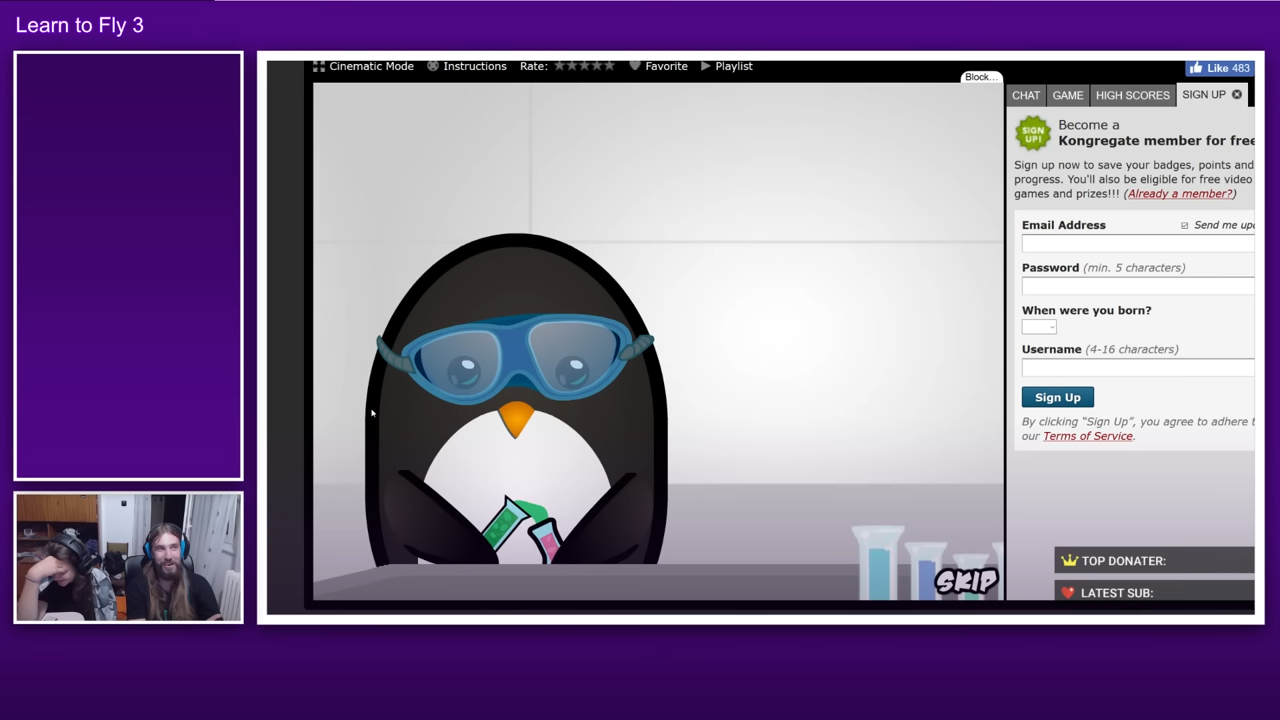 Learn to Fly 3
Cinematic Mode Instructions Rate: Favorite Playlist
Like 483
Block...
CHAT GAME HIGH SCORES SIGN UP
SIGN UP!
Become a
Kongregate member for free
Sign up now to save your badges, points and
progress. You'll also be eligible for free video
games and prizes!!! (Already a member?)
Email Address Send me
Password (min. 5 characters)
When were you born?
Username (4-16 characters)
Sign Up
By clicking "Sign Up", you agree to adhere
our Terms of Service.
TOP DONATER:
SKIP
LATEST SUB: